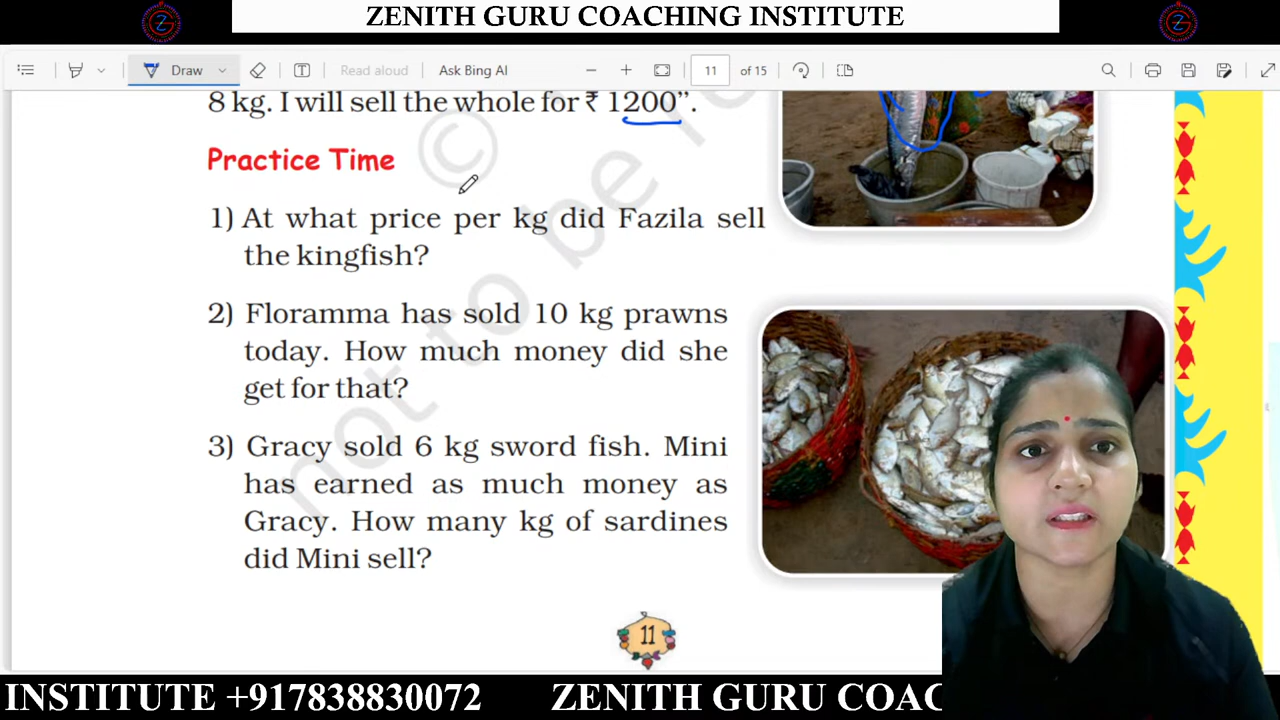 ZENITH GURU COACHING INSTITUTE
Draw
Read aloud
Ask Bing AI
11
of 15
8 kg. I will sell the whole for ₹ 1200”.
Practice Time
1) At what price per kg did Fazila sell
the kingfish?
2) Floramma has sold 10 kg prawns
today. How much money did she
get for that?
3) Gracy sold 6 kg sword fish. Mini
has earned as much money as
Gracy. How many kg of sardines
did Mini sell?
©
not to be
11
INSTITUTE +917838830072 ZENITH GURU COAC